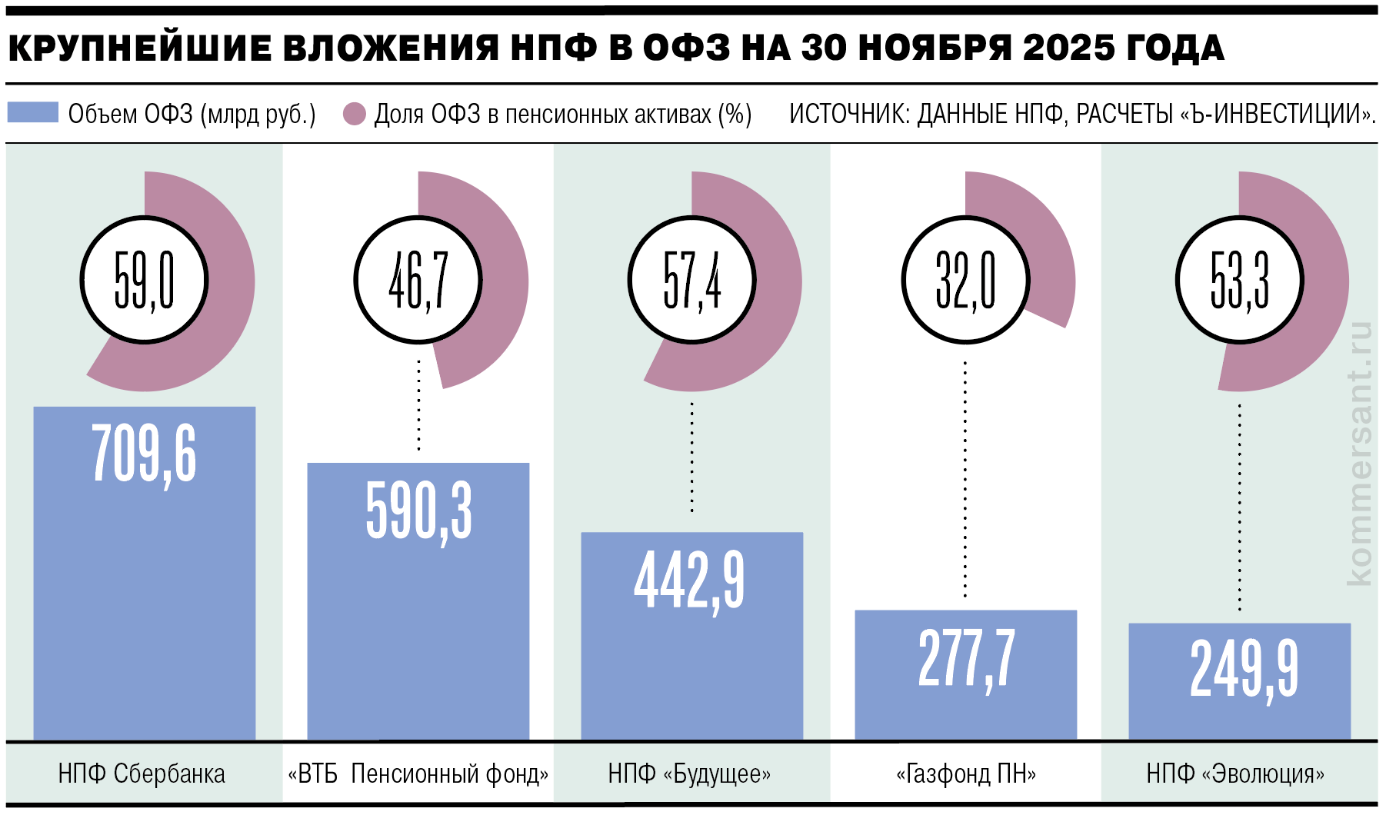 КРУПНЕЙШИЕ ВЛОЖЕНИЯ НПФ В ОФЗ НА 30 НОЯБРЯ 2025 ГОДА
Объем ОФЗ (млрд руб.) Доля ОФЗ в пенсионных активах (%) ИСТОЧНИК: ДАННЫЕ НПФ, РАСЧЕТЫ «Ъ-ИНВЕСТИЦИИ».
59,0 46,7 57,4 32,0 53,3
709,6 590,3 442,9 277,7 249,9
НПФ Сбербанка «ВТБ Пенсионный фонд» НПФ «Будущее» «Газфонд ПН» НПФ «Эволюция»
kommersant.ru